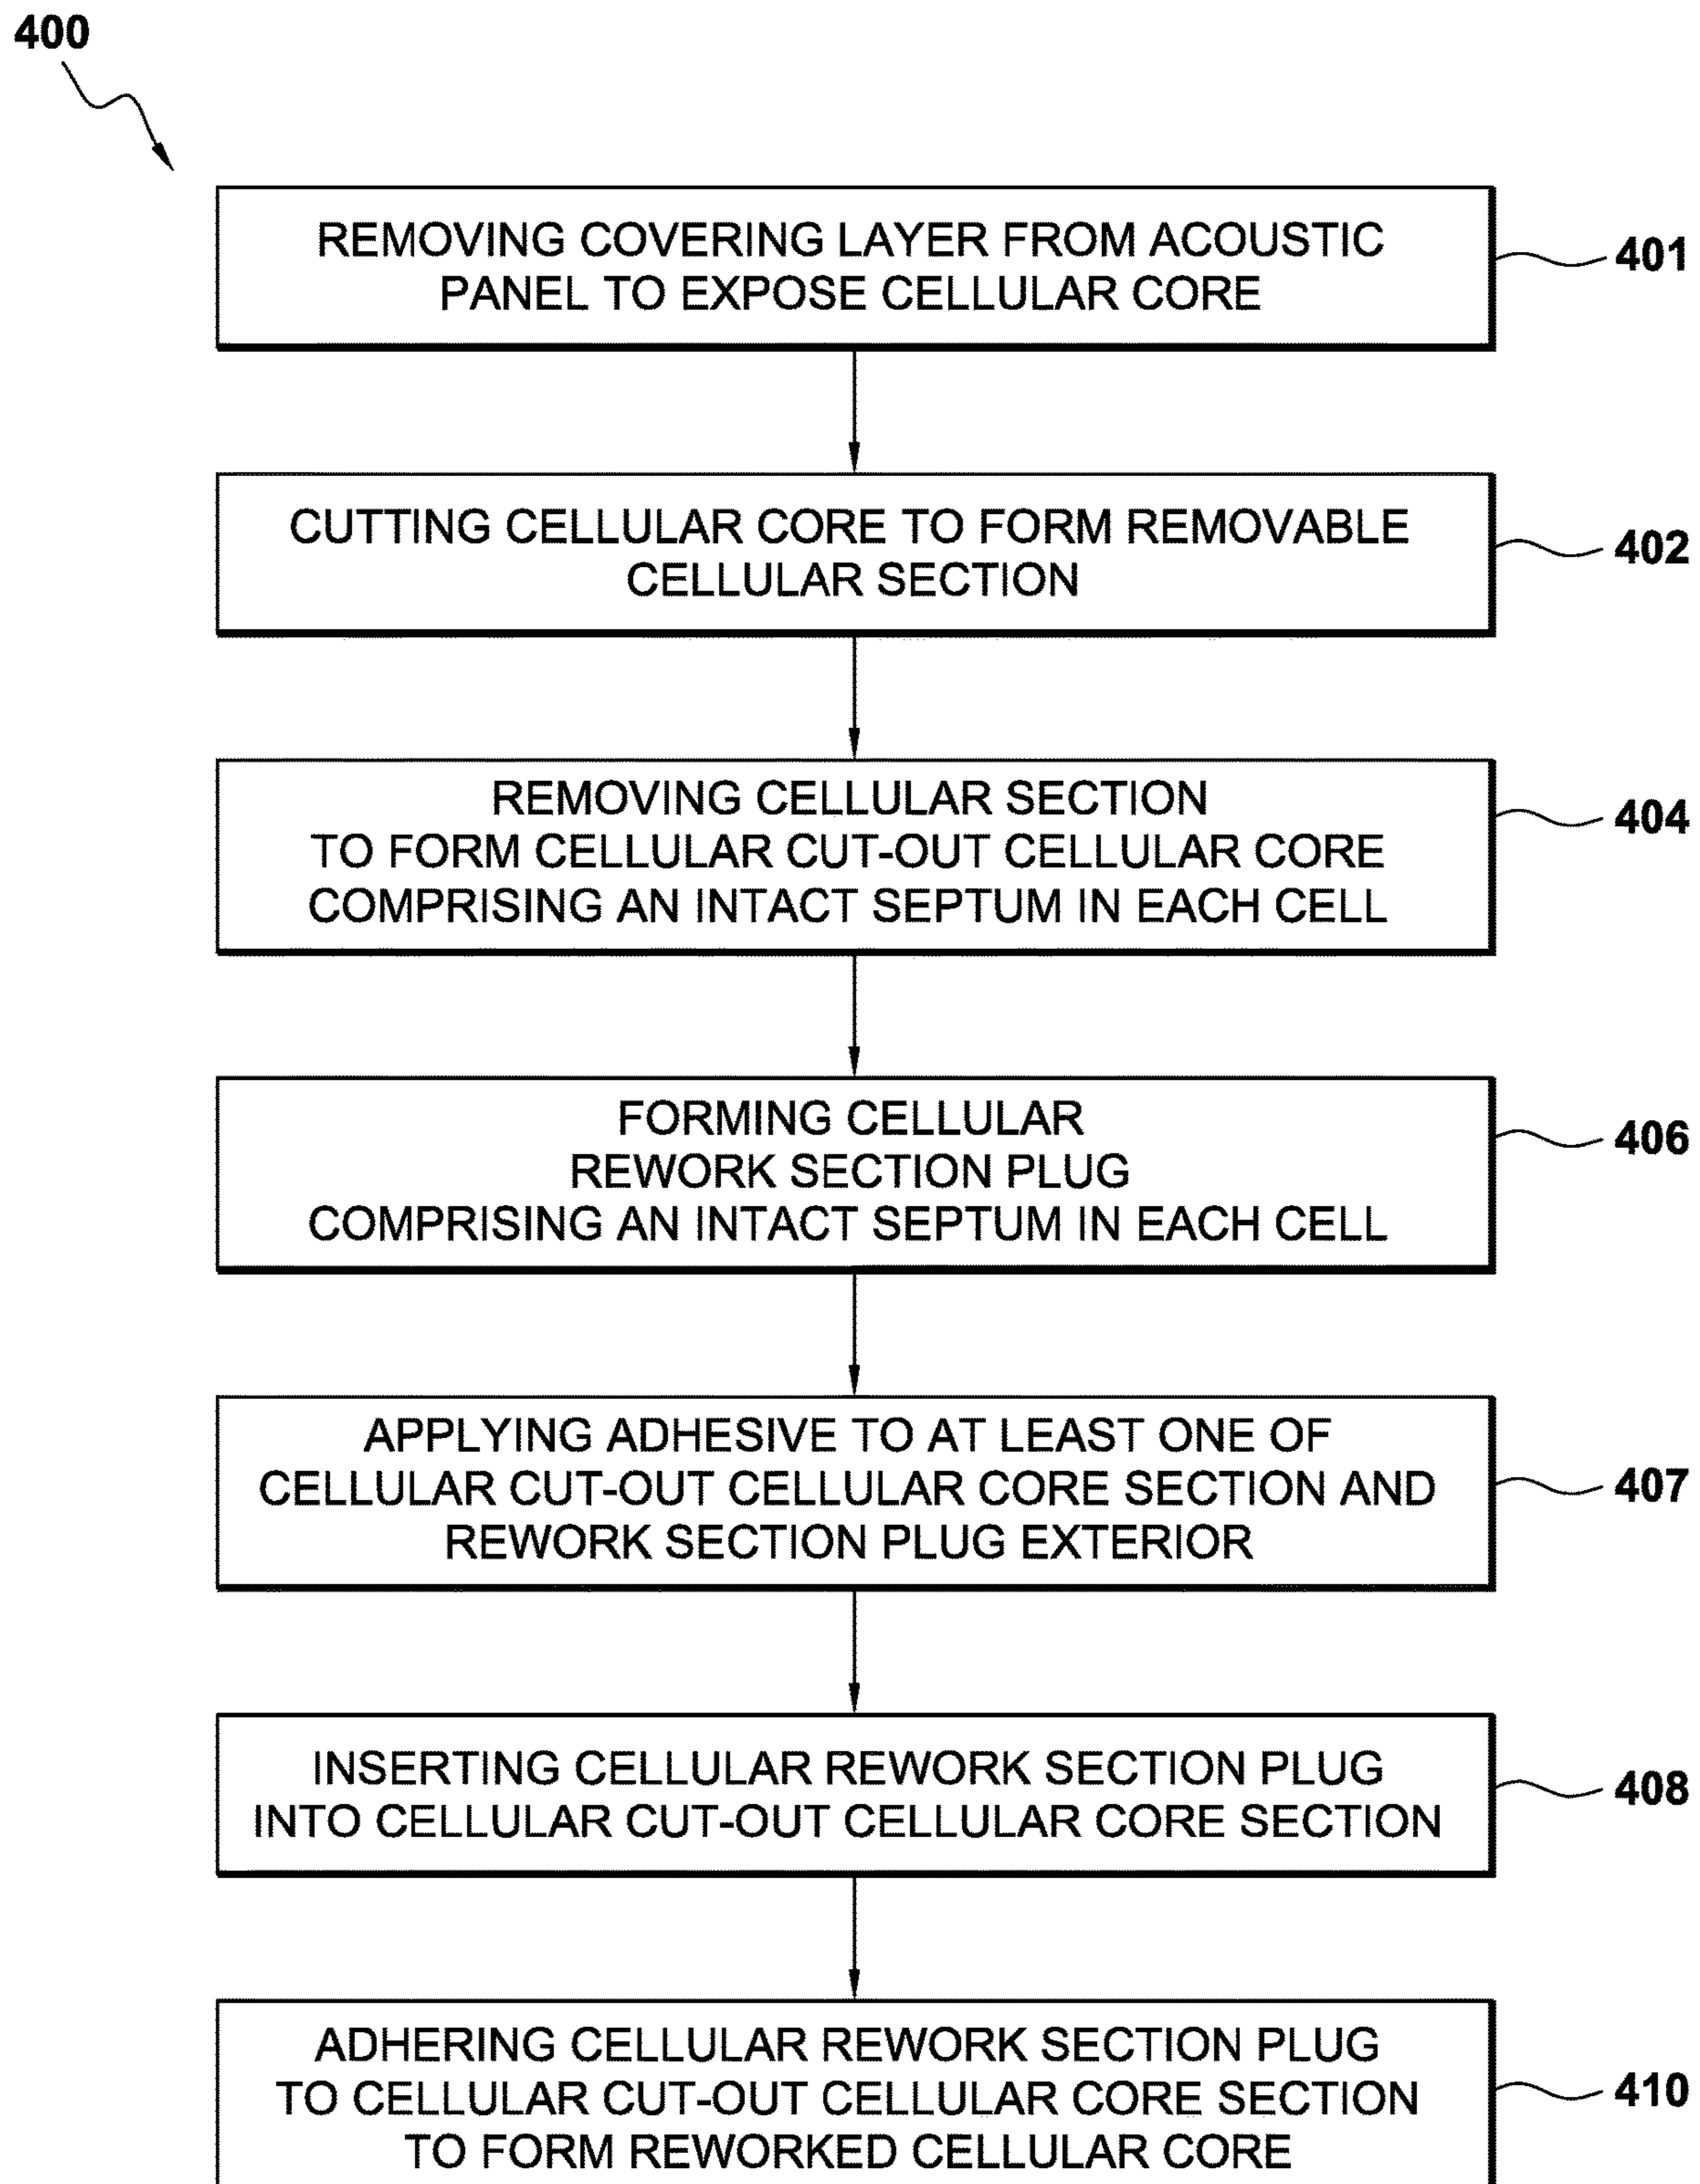 400
REMOVING COVERING LAYER FROM ACOUSTIC
PANEL TO EXPOSE CELLULAR CORE
401
CUTTING CELLULAR CORE TO FORM REMOVABLE
CELLULAR SECTION
402
REMOVING CELLULAR SECTION
TO FORM CELLULAR CUT-OUT CELLULAR CORE
COMPRISING AN INTACT SEPTUM IN EACH CELL
404
FORMING CELLULAR
REWORK SECTION PLUG
COMPRISING AN INTACT SEPTUM IN EACH CELL
406
APPLYING ADHESIVE TO AT LEAST ONE OF
CELLULAR CUT-OUT CELLULAR CORE SECTION AND
REWORK SECTION PLUG EXTERIOR
407
INSERTING CELLULAR REWORK SECTION PLUG
INTO CELLULAR CUT-OUT CELLULAR CORE SECTION
408
ADHERING CELLULAR REWORK SECTION PLUG
TO CELLULAR CUT-OUT CELLULAR CORE SECTION
TO FORM REWORKED CELLULAR CORE
410